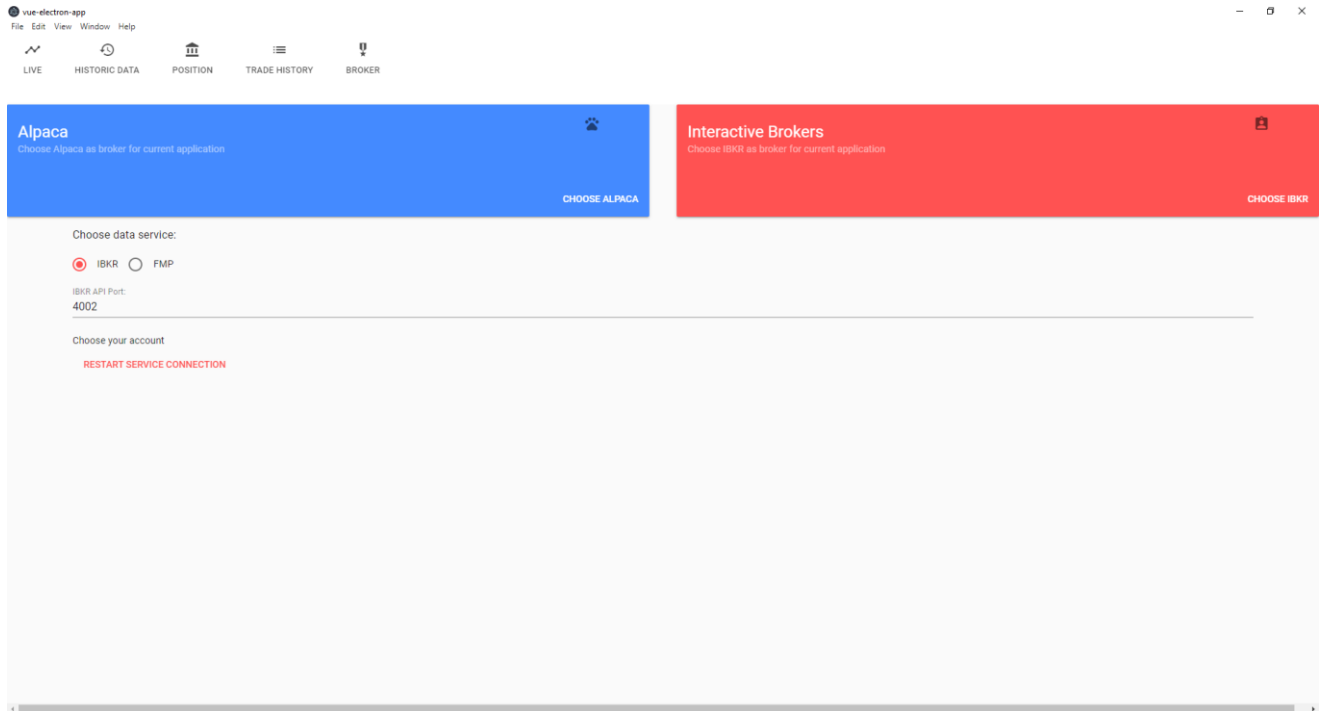 vue-electron-app
File Edit View Window Help
LIVE HISTORIC DATA POSITION TRADE HISTORY BROKER
Alpaca
Choose Alpaca as broker for current application
CHOOSE ALPACA
Interactive Brokers
Choose IBKR as broker for current application
CHOOSE IBKR
Choose data service:
IBKR FMP
IBKR API Port:
4002
Choose your account
RESTART SERVICE CONNECTION